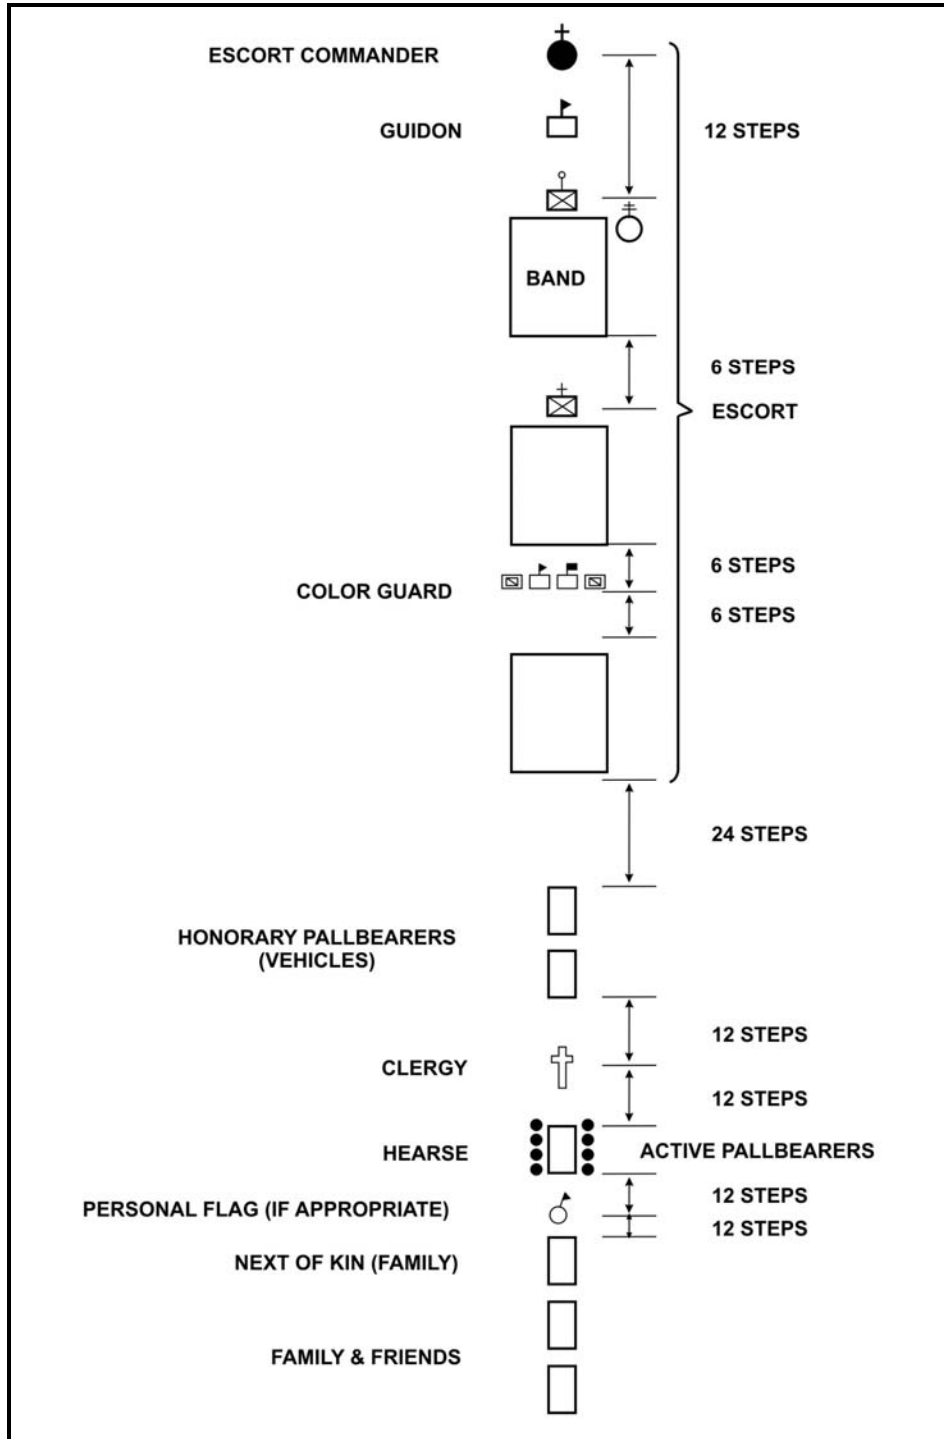 ESCORT COMMANDER
GUIDON
12 STEPS
BAND
6 STEPS
ESCORT
6 STEPS
COLOR GUARD
6 STEPS
24 STEPS
HONORARY PALLBEARERS
(VEHICLES)
12 STEPS
CLERGY
12 STEPS
HEARSE
ACTIVE PALLBEARERS
12 STEPS
PERSONAL FLAG (IF APPROPRIATE)
12 STEPS
NEXT OF KIN (FAMILY)
FAMILY & FRIENDS